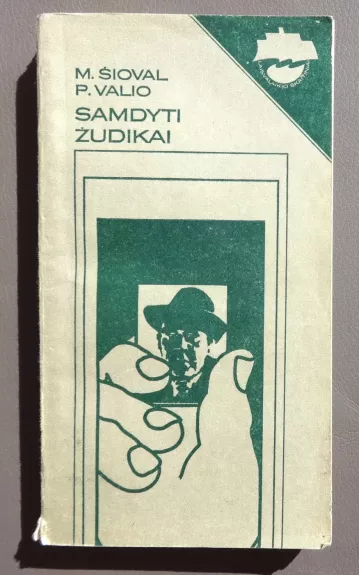 M. ŠIOVAL
P. VALIO
SAMDYTI
ŽUDIKAI